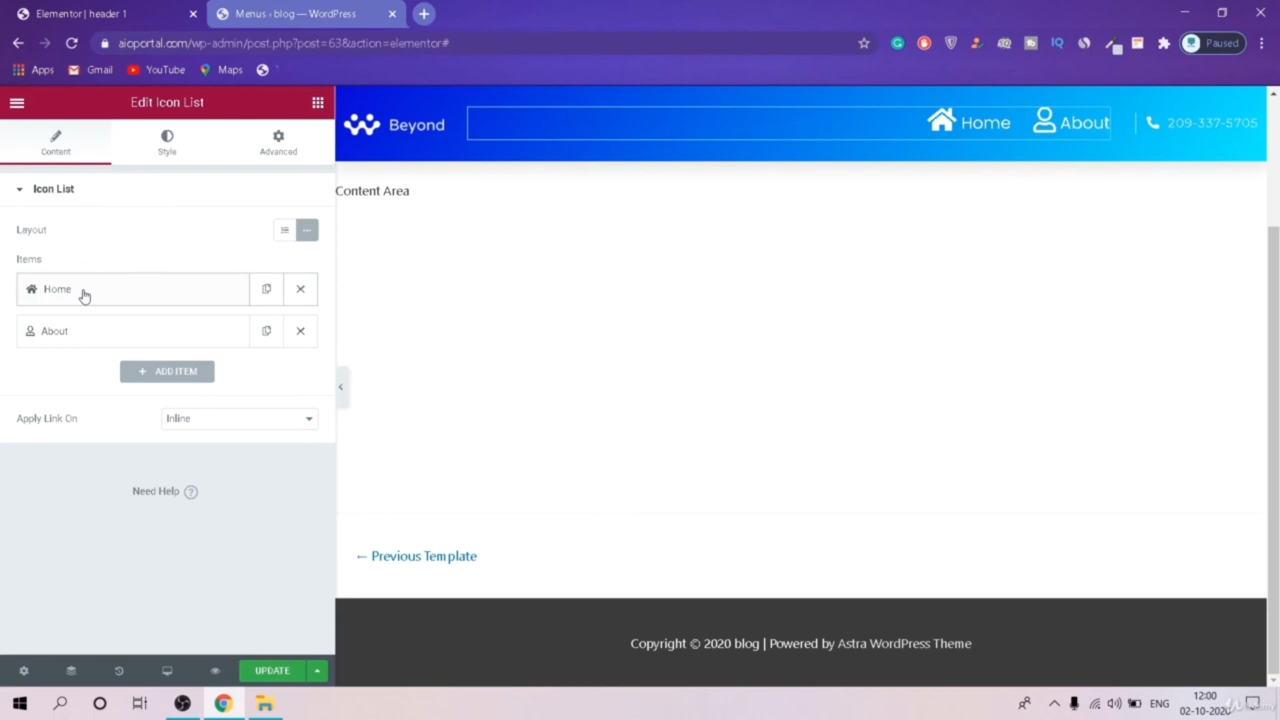 Elementor | header 1
Menus ‹ blog — WordPress
aioportal.com/wp-admin/post.php?post=63&action=elementor#
Paused
Apps
Gmail
YouTube
Maps
Edit Icon List
Content
Style
Advanced
Beyond
Home
About
209-337-5705
Icon List
Content Area
Layout
Items
Home
About
+ ADD ITEM
Apply Link On
Inline
Need Help ?
← Previous Template
Copyright © 2020 blog | Powered by Astra WordPress Theme
UPDATE
ENG
12:00
02-10-2020